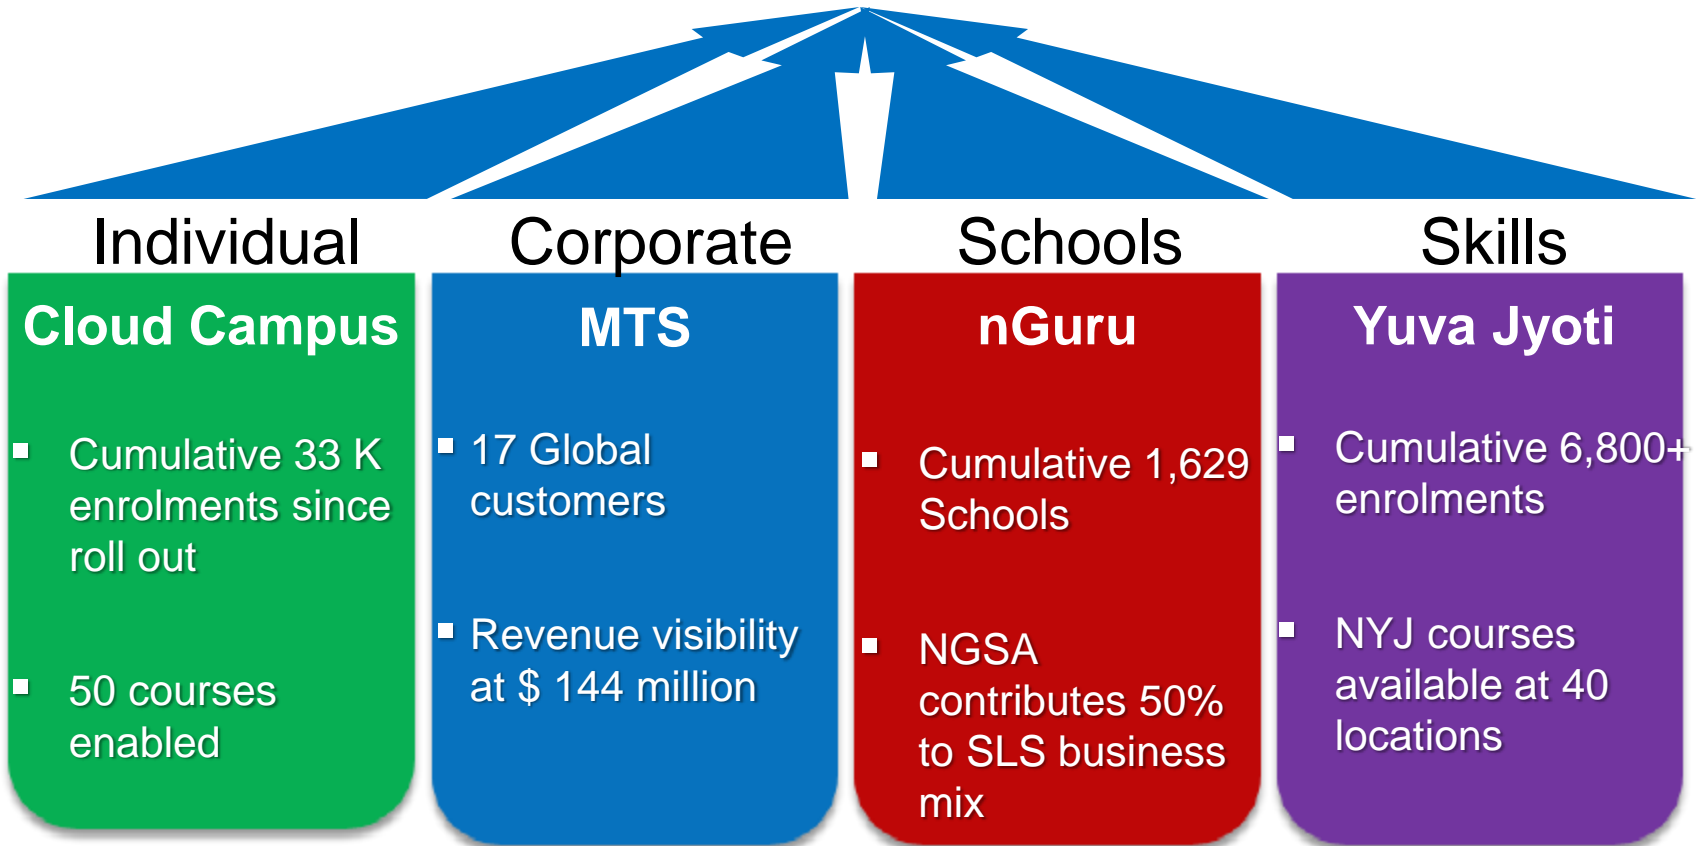 Individual
Cloud Campus
▪ Cumulative 33 K
enrolments since
roll out
▪ 50 courses
enabled
Corporate
MTS
▪ 17 Global
customers
▪ Revenue visibility
at $ 144 million
Schools
nGuru
▪ Cumulative 1,629
Schools
▪ NGSA
contributes 50%
to SLS business
mix
Skills
Yuva Jyoti
▪ Cumulative 6,800+
enrolments
▪ NYJ courses
available at 40
locations